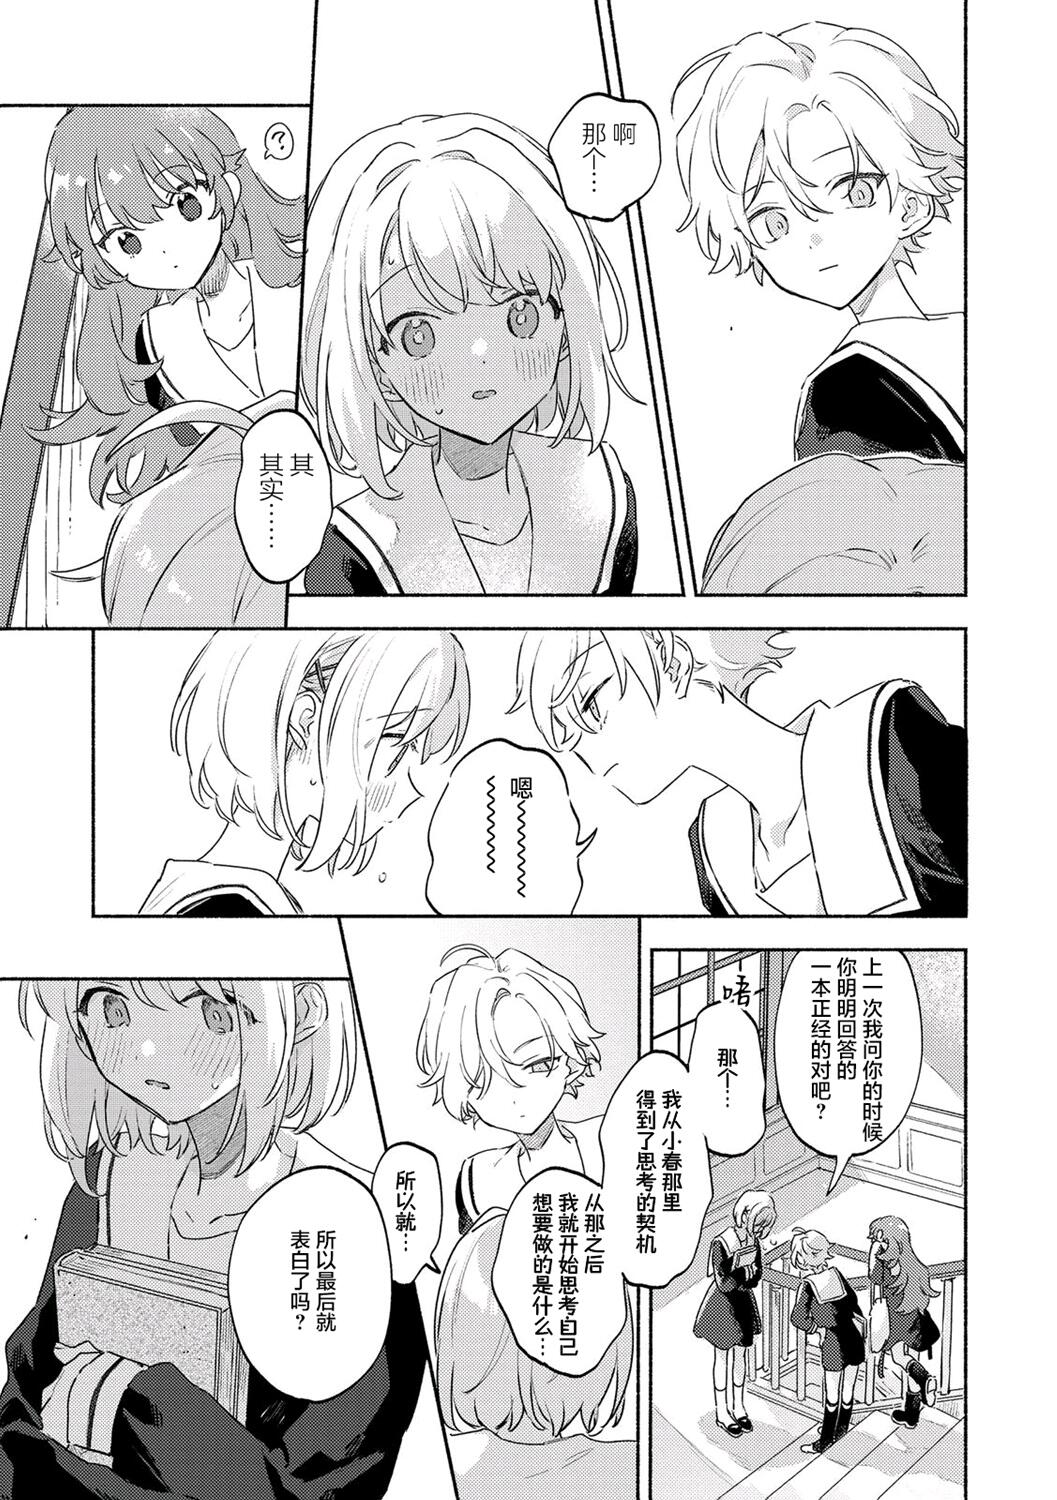 啊
那个…
?
其
其实……
嗯~~~~~~
上一次我问你的时候
你明明回答的
一本正经的对吧?
唔-
那个…
我从小春那里
得到了思考的契机
从那之后
我就开始思考自己
想要做的是什么…
所以就…
所以最后就
表白了吗?